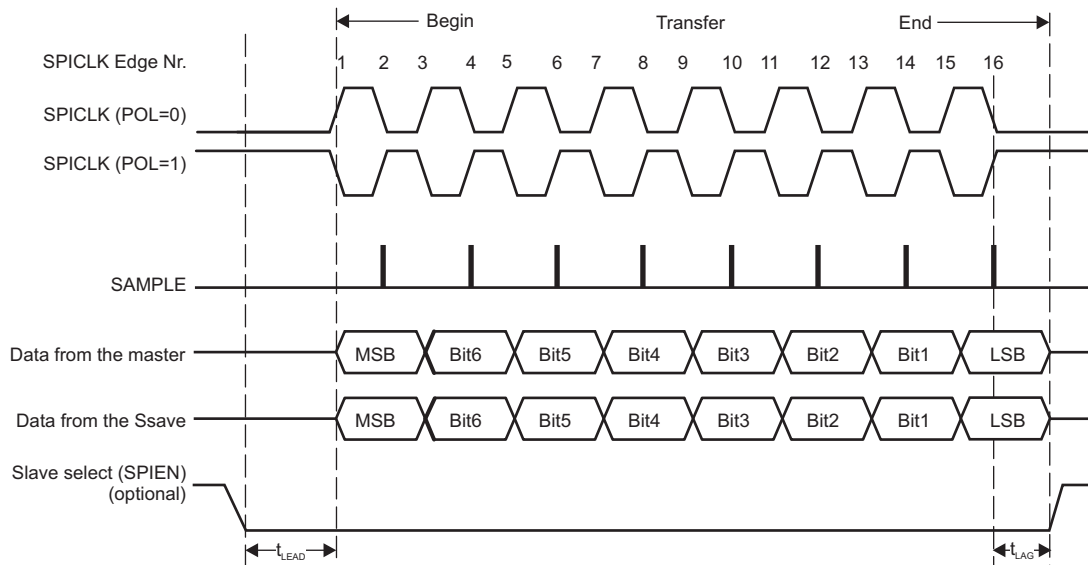 Begin Transfer End
SPICLK Edge Nr. 1 2 3 4 5 6 7 8 9 10 11 12 13 14 15 16
SPICLK (POL=0)
SPICLK (POL=1)
SAMPLE
Data from the master MSB Bit6 Bit5 Bit4 Bit3 Bit2 Bit1 LSB
Data from the Ssave MSB Bit6 Bit5 Bit4 Bit3 Bit2 Bit1 LSB
Slave select (SPIEN)
(optional)
tLEAD tLAG